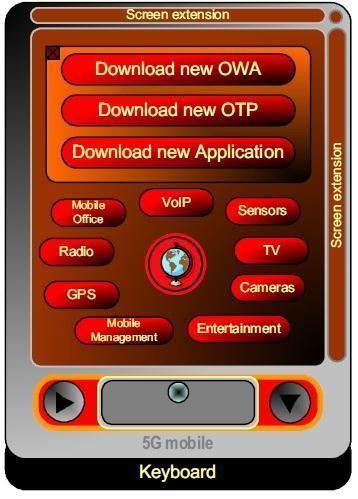 Screen extension
Download new OWA
Download new OTP
Download new Application
Screen extension
Mobile
Office
VoIP
Sensors
Radio
TV
GPS
Cameras
Mobile
Management
Entertainment
5G mobile
Keyboard